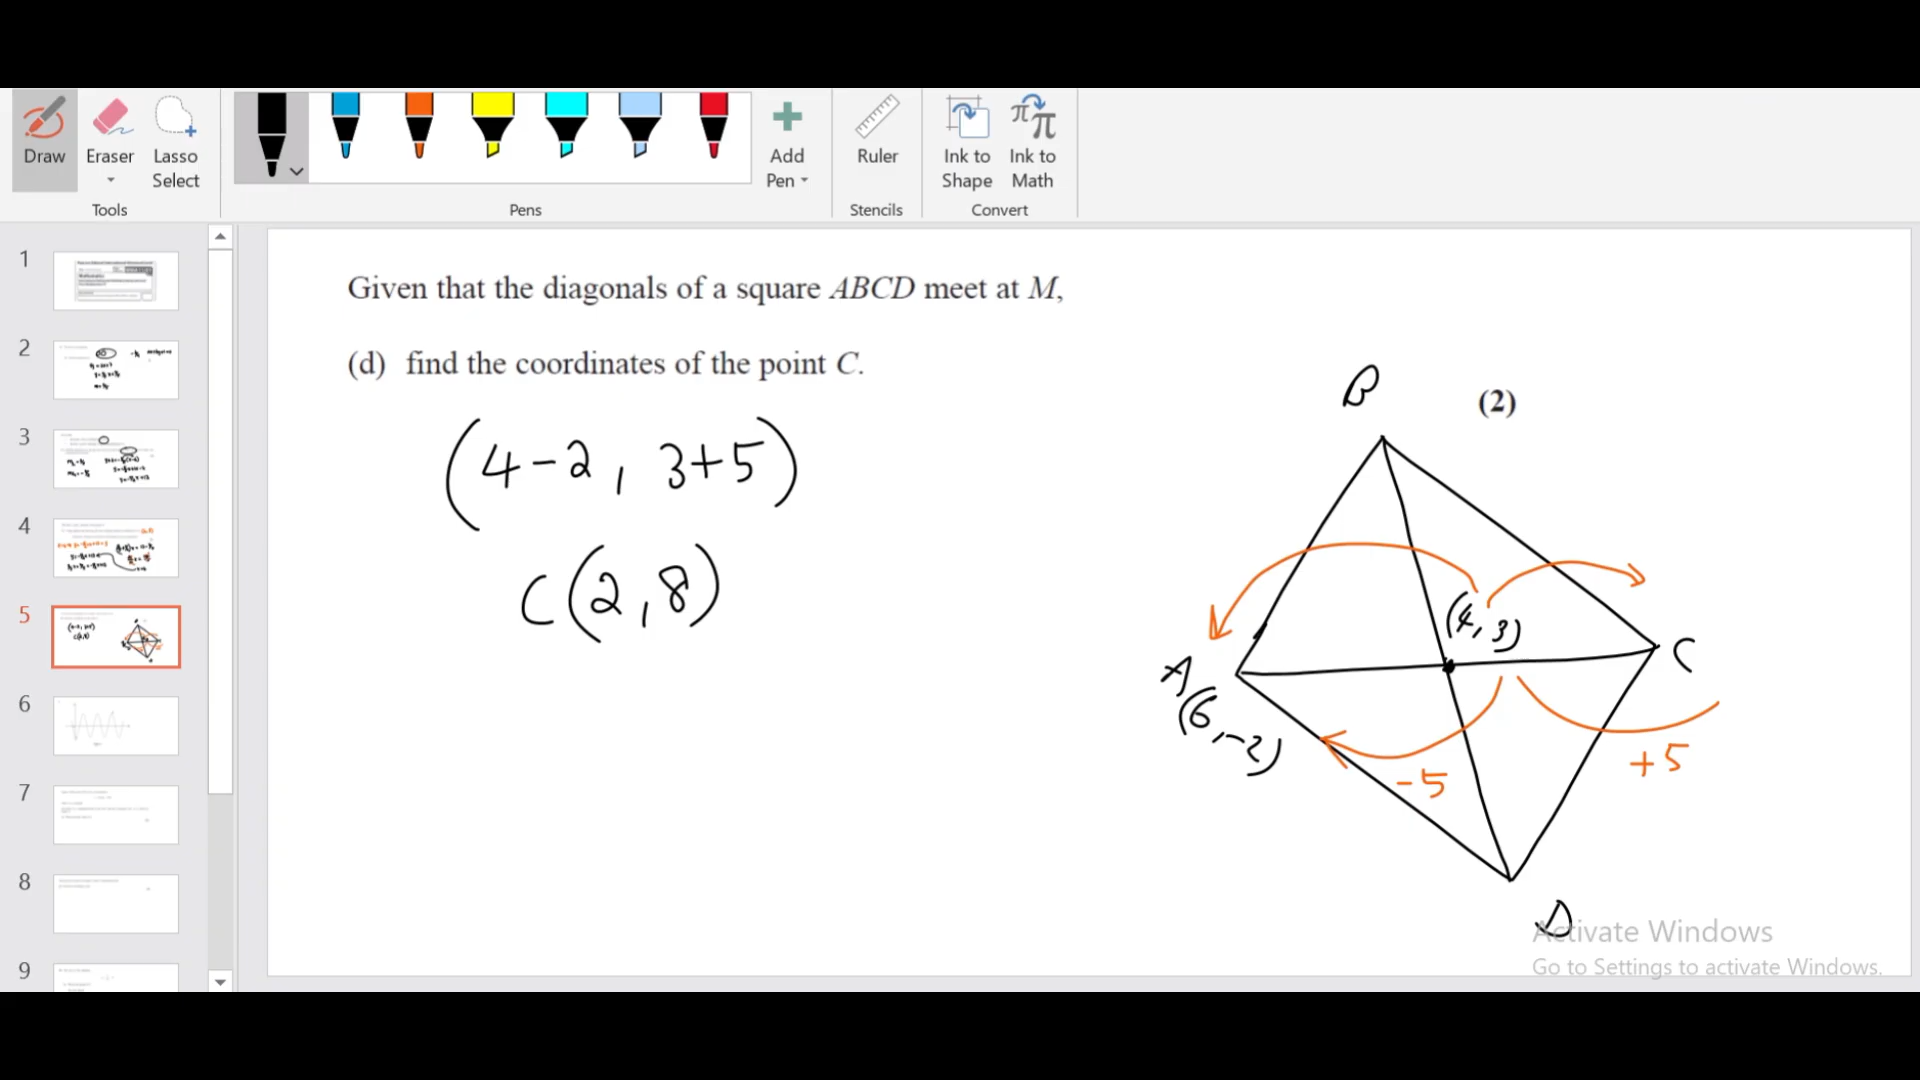 Draw
Eraser
Lasso
Select
Tools
Pens
Add
Pen
Ruler
Stencils
Ink to
Shape
Ink to
Math
Convert
1
2
3
4
5
6
7
8
9
Given that the diagonals of a square ABCD meet at M,
(d) find the coordinates of the point C.
(2)
(4-2, 3+5)
C(2,8)
B
(4,3)
A
(6,-2)
C
-5
+5
D
Activate Windows
Go to Settings to activate Windows.